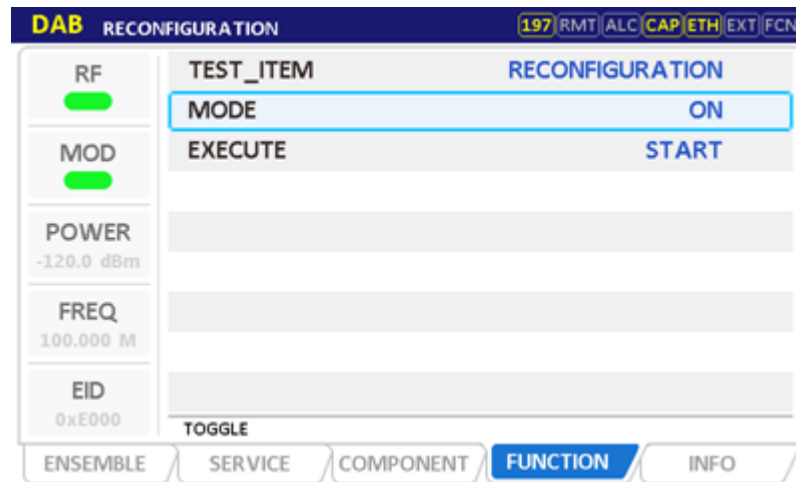 DAB RECONFIGURATION 197 RMT ALC CAP ETH EXT FCN
RF
MOD
POWER
-120.0 dBm
FREQ
100.000 M
EID
0xE000
TEST_ITEM RECONFIGURATION
MODE ON
EXECUTE START
TOGGLE
ENSEMBLE SERVICE COMPONENT FUNCTION INFO